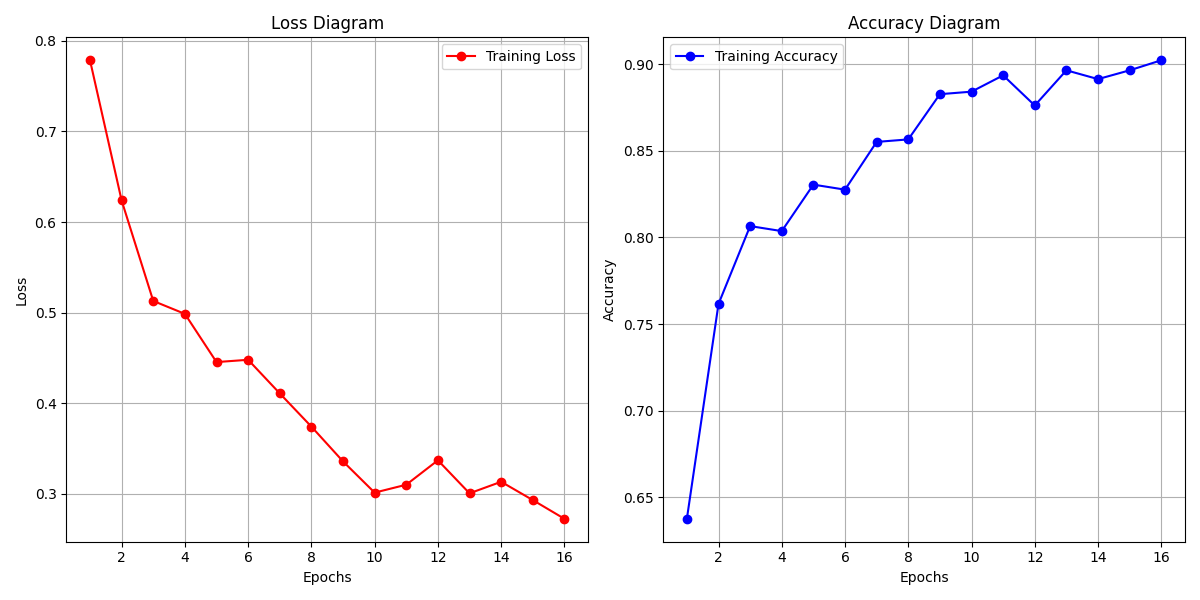 Loss Diagram
Training Loss
0.8
0.7
0.6
0.5
0.4
0.3
Loss
2 4 6 8 10 12 14 16
Epochs
Accuracy Diagram
Training Accuracy
0.90
0.85
0.80
0.75
0.70
0.65
Accuracy
2 4 6 8 10 12 14 16
Epochs